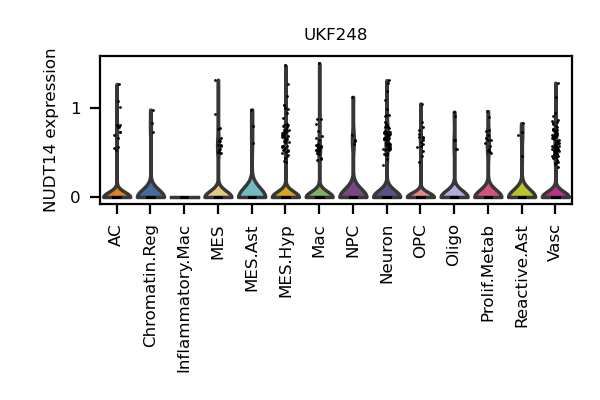 UKF248
NUDT14 expression
1
0
AC
Chromatin.Reg
Inflammatory.Mac
MES
MES.Ast
MES.Hyp
Mac
NPC
Neuron
OPC
Oligo
Prolif.Metab
Reactive.Ast
Vasc